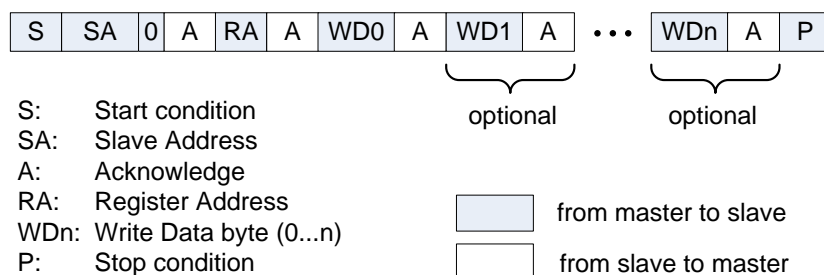 S SA 0 A RA A WD0 A WD1 A • • • WDn A P
optional optional
S: Start condition
SA: Slave Address
A: Acknowledge
RA: Register Address
WDn: Write Data byte (0...n)
P: Stop condition
from master to slave
from slave to master